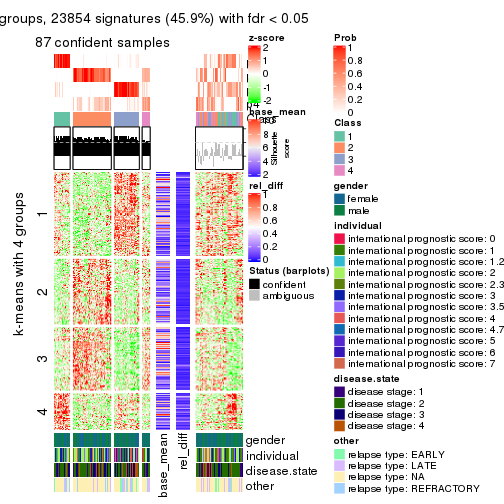 groups, 23854 signatures (45.9%) with fdr < 0.05
87 confident samples
Class
silhouette
score
k-means with 4 groups
1
2
3
4
base_mean
rel_diff
gender
individual
disease.state
other
z-score
2
1
0
-1
-2
base_mean
10
8
6
4
2
rel_diff
1
0.8
0.6
0.4
0.2
0
Status (barplots)
confident
ambiguous
Prob
1
0.8
0.6
0.4
0.2
0
Class
1
2
3
4
gender
female
male
individual
international prognostic score: 0
international prognostic score: 1
international prognostic score: 1.2
international prognostic score: 2
international prognostic score: 2.3
international prognostic score: 3
international prognostic score: 3.5
international prognostic score: 4
international prognostic score: 4.7
international prognostic score: 5
international prognostic score: 6
international prognostic score: 7
disease.state
disease stage: 1
disease stage: 2
disease stage: 3
disease stage: 4
other
relapse type: EARLY
relapse type: LATE
relapse type: NA
relapse type: REFRACTORY